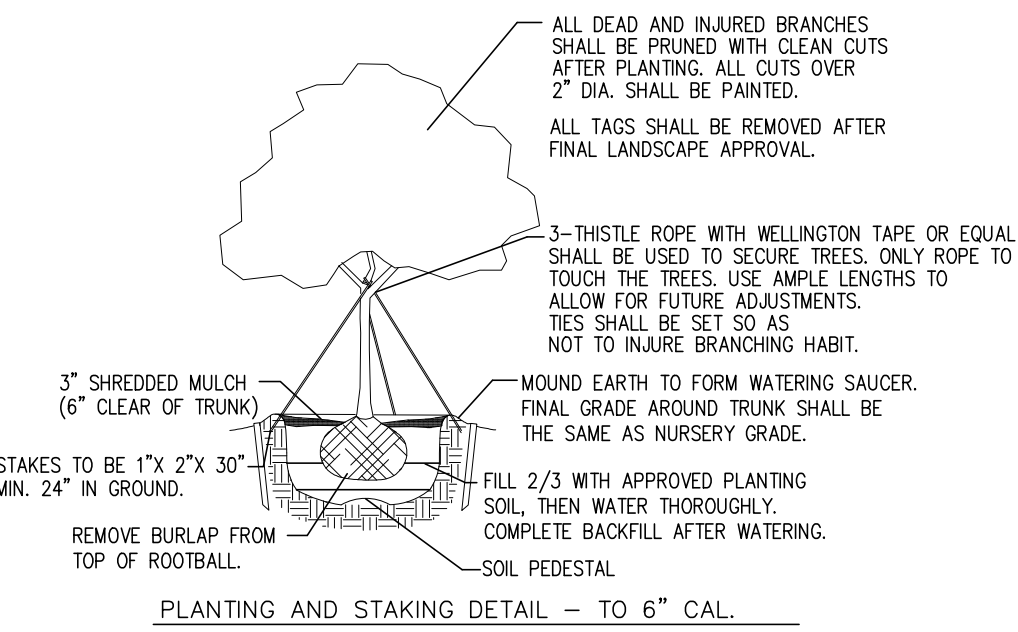 ALL DEAD AND INJURED BRANCHES
SHALL BE PRUNED WITH CLEAN CUTS
AFTER PLANTING. ALL CUTS OVER
2" DIA. SHALL BE PAINTED.
ALL TAGS SHALL BE REMOVED AFTER
FINAL LANDSCAPE APPROVAL.
3-THISTLE ROPE WITH WELLINGTON TAPE OR EQUAL
SHALL BE USED TO SECURE TREES. ONLY ROPE TO
TOUCH THE TREES. USE AMPLE LENGTHS TO
ALLOW FOR FUTURE ADJUSTMENTS.
TIES SHALL BE SET SO AS
NOT TO INJURE BRANCHING HABIT.
3" SHREDDED MULCH
(6" CLEAR OF TRUNK)
MOUND EARTH TO FORM WATERING SAUCER.
FINAL GRADE AROUND TRUNK SHALL BE
THE SAME AS NURSERY GRADE.
STAKES TO BE 1"X 2"X 30"
MIN. 24" IN GROUND.
FILL 2/3 WITH APPROVED PLANTING
SOIL, THEN WATER THOROUGHLY.
COMPLETE BACKFILL AFTER WATERING.
REMOVE BURLAP FROM
TOP OF ROOTBALL.
SOIL PEDESTAL
PLANTING AND STAKING DETAIL – TO 6" CAL.